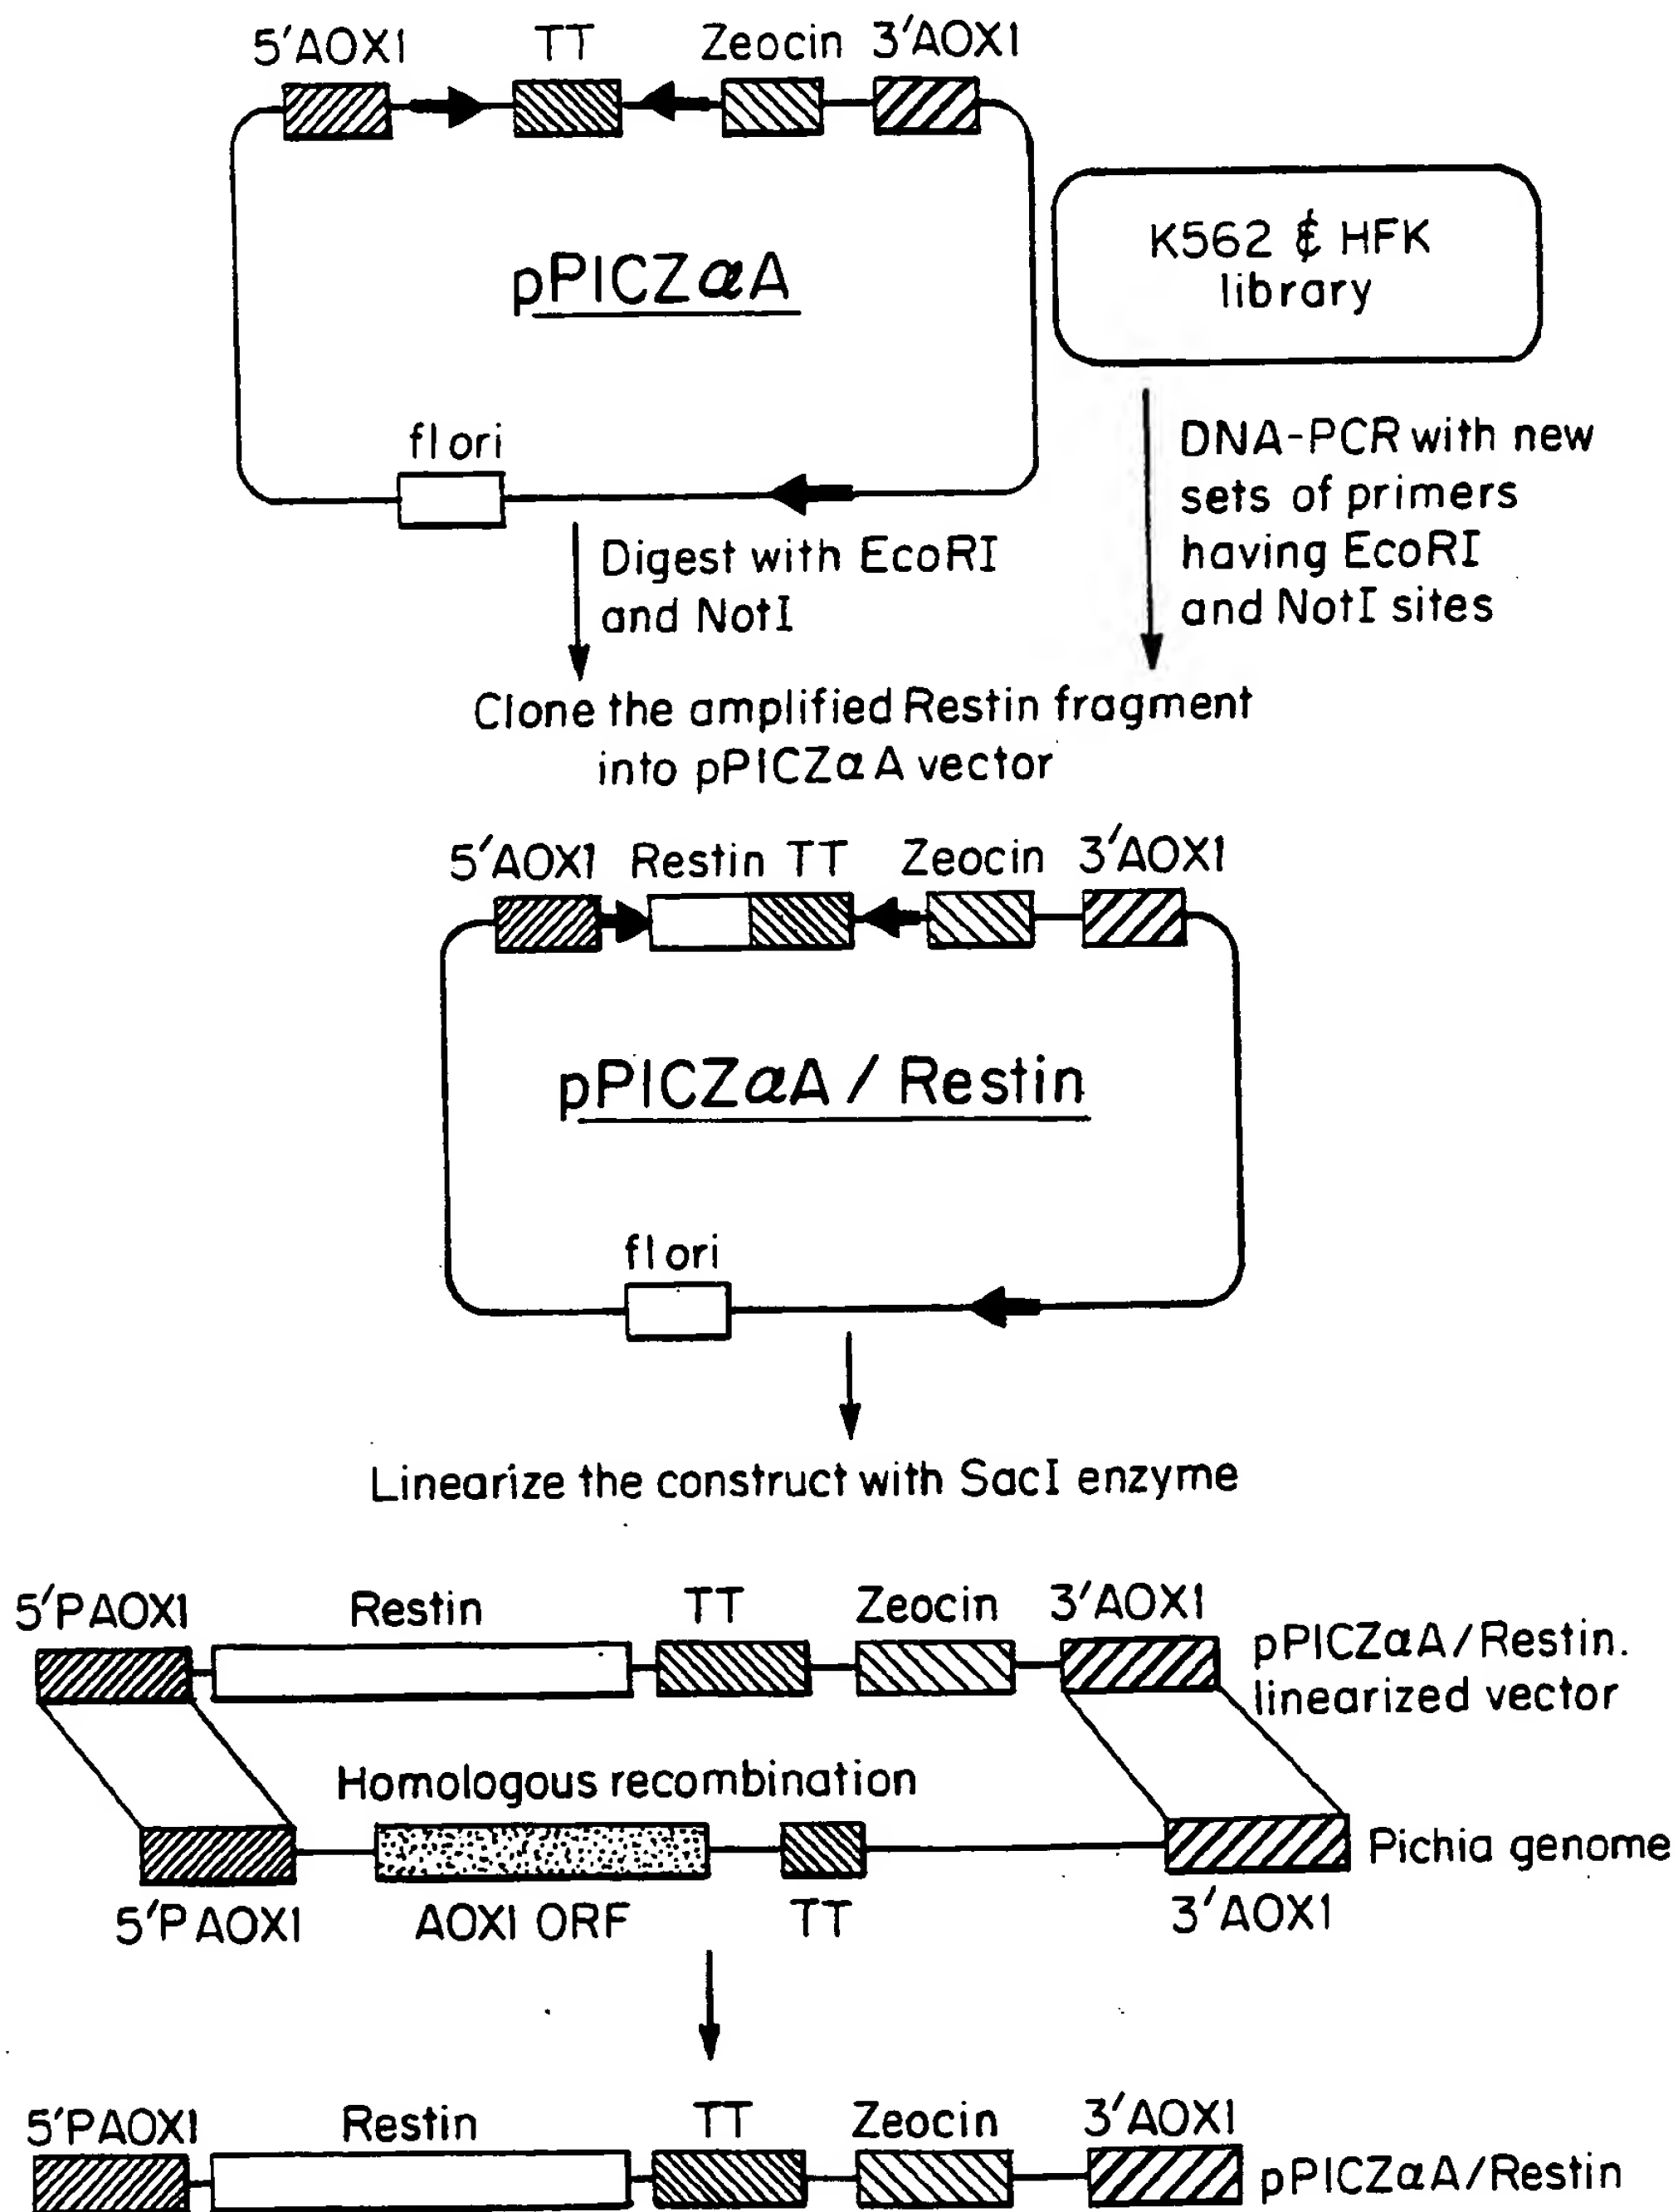 5'AOX1 TT Zeocin 3'AOX1
pPICZαA
K562 & HFK
library
f1 ori
Digest with EcoRI
and NotI
DNA-PCR with new
sets of primers
having EcoRI
and NotI sites
Clone the amplified Restin fragment
into pPICZαA vector
5'AOX1 Restin TT Zeocin 3'AOX1
pPICZαA / Restin
f1 ori
Linearize the construct with SacI enzyme
5'PAOX1 Restin TT Zeocin 3'AOX1
pPICZαA/Restin.
linearized vector
Homologous recombination
Pichia genome
5'PAOX1 AOX1 ORF TT 3'AOX1
5'PAOX1 Restin TT Zeocin 3'AOX1
pPICZαA/Restin